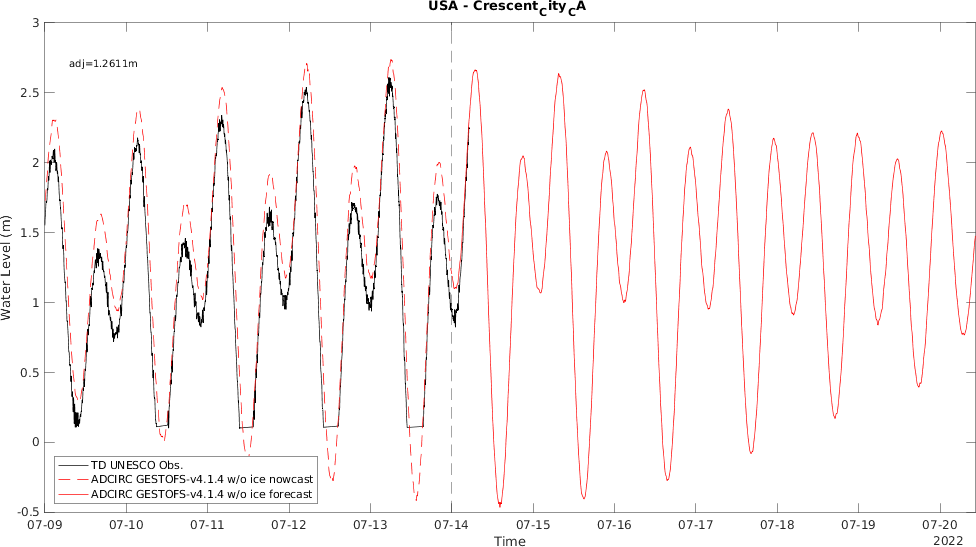 USA - CrescentCityCA
adj=1.2611m
3
2.5
2
1.5
1
0.5
0
-0.5
Water Level (m)
TD UNESCO Obs.
ADCIRC GESTOFS-v4.1.4 w/o ice nowcast
ADCIRC GESTOFS-v4.1.4 w/o ice forecast
07-09 07-10 07-11 07-12 07-13 07-14 07-15 07-16 07-17 07-18 07-19 07-20
Time
2022